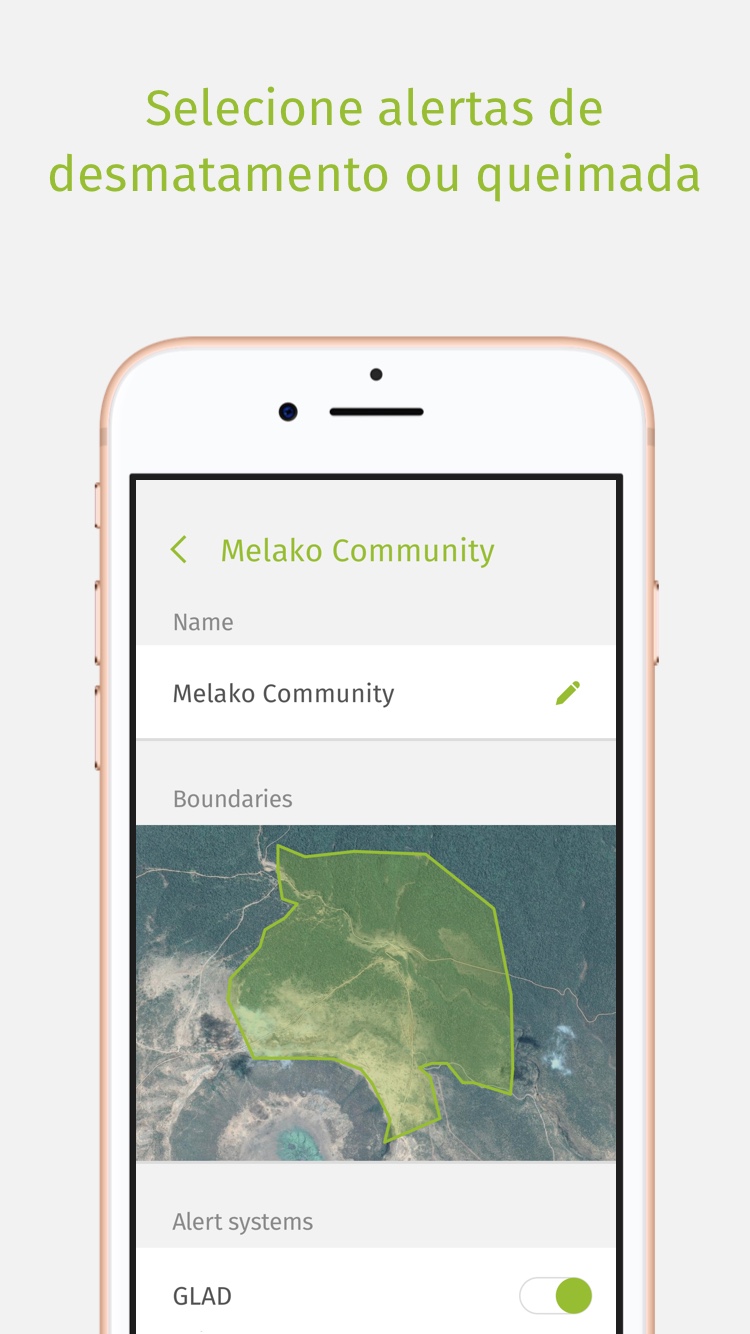 Selecione alertas de
desmatamento ou queimada
Melako Community
Name
Melako Community
Boundaries
Alert systems
GLAD